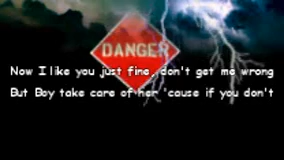 DANGER
Now I like you just fine, don't get me wrong
But Boy take care of her 'cause if you don't